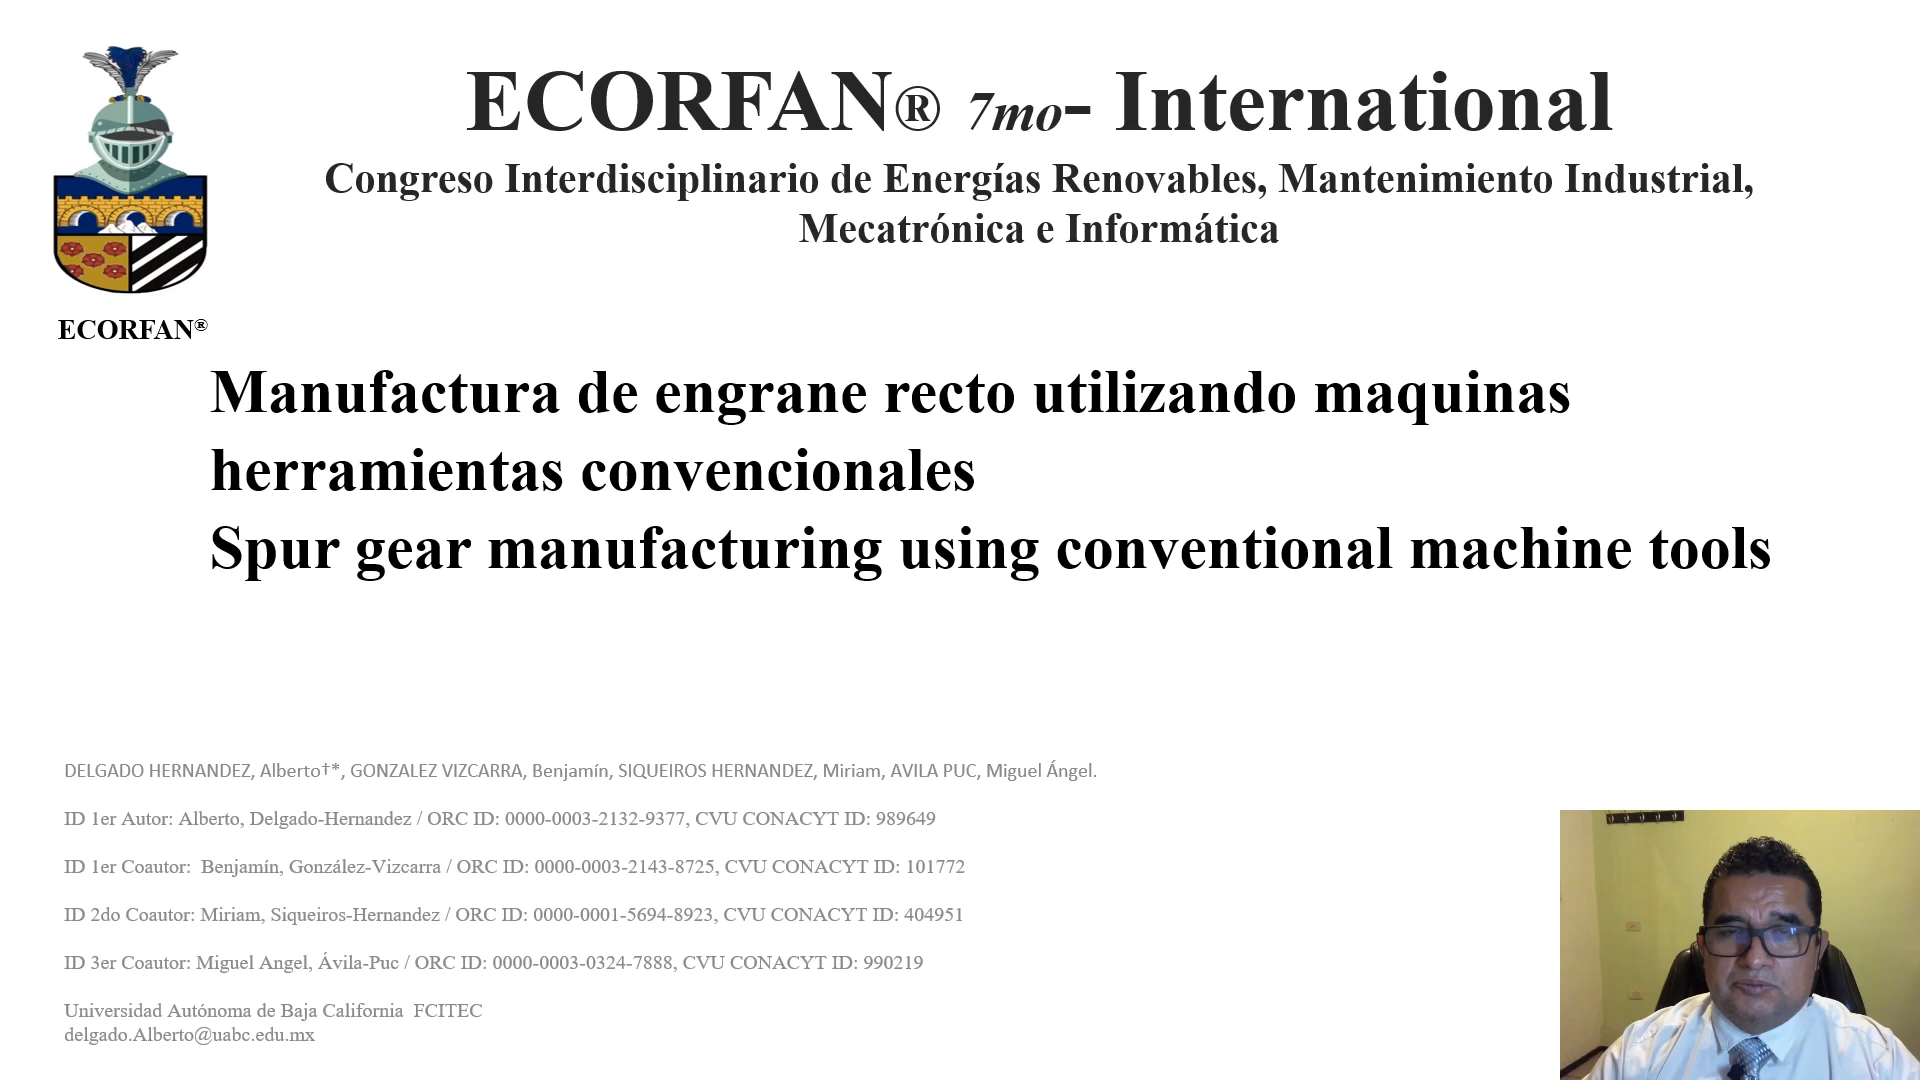 ECORFAN® 7mo- International
Congreso Interdisciplinario de Energías Renovables, Mantenimiento Industrial,
Mecatrónica e Informática
ECORFAN®
Manufactura de engrane recto utilizando maquinas
herramientas convencionales
Spur gear manufacturing using conventional machine tools
DELGADO HERNANDEZ, Alberto†*, GONZALEZ VIZCARRA, Benjamín, SIQUEIROS HERNANDEZ, Miriam, AVILA PUC, Miguel Ángel.
ID 1er Autor: Alberto, Delgado-Hernandez / ORC ID: 0000-0003-2132-9377, CVU CONACYT ID: 989649
ID 1er Coautor:  Benjamín, González-Vizcarra / ORC ID: 0000-0003-2143-8725, CVU CONACYT ID: 101772
ID 2do Coautor: Miriam, Siqueiros-Hernandez / ORC ID: 0000-0001-5694-8923, CVU CONACYT ID: 404951
ID 3er Coautor: Miguel Angel, Ávila-Puc / ORC ID: 0000-0003-0324-7888, CVU CONACYT ID: 990219
Universidad Autónoma de Baja California  FCITEC
delgado.Alberto@uabc.edu.mx